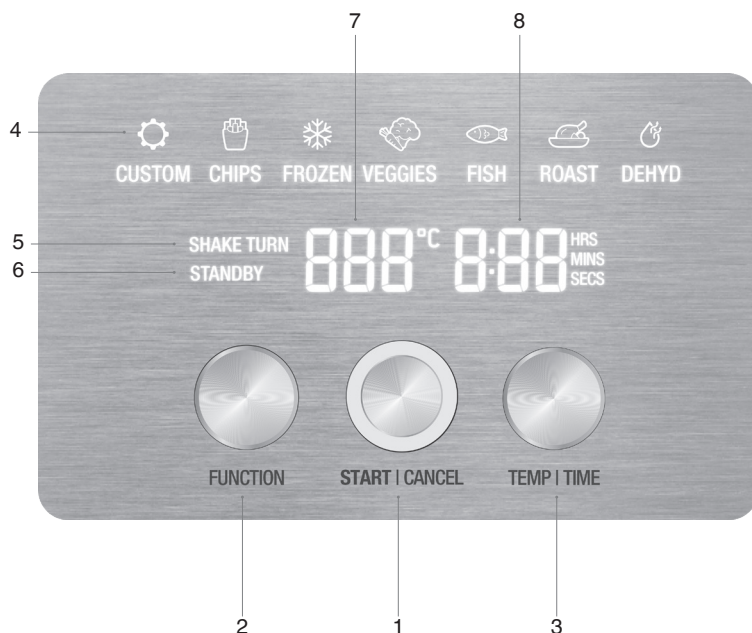 7 8
4 CUSTOM CHIPS FROZEN VEGGIES FISH ROAST DEHYD
5 SHAKE TURN 888°C 8:88 HRS
6 STANDBY MINS
SECS
FUNCTION START | CANCEL TEMP | TIME
2 1 3